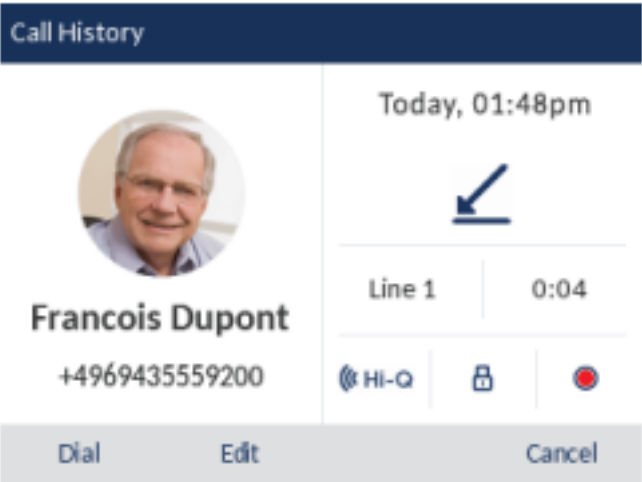 Call History
Francois Dupont
+4969435559200
Today, 01:48pm
Line 1
0:04
Hi-Q
Dial
Edit
Cancel